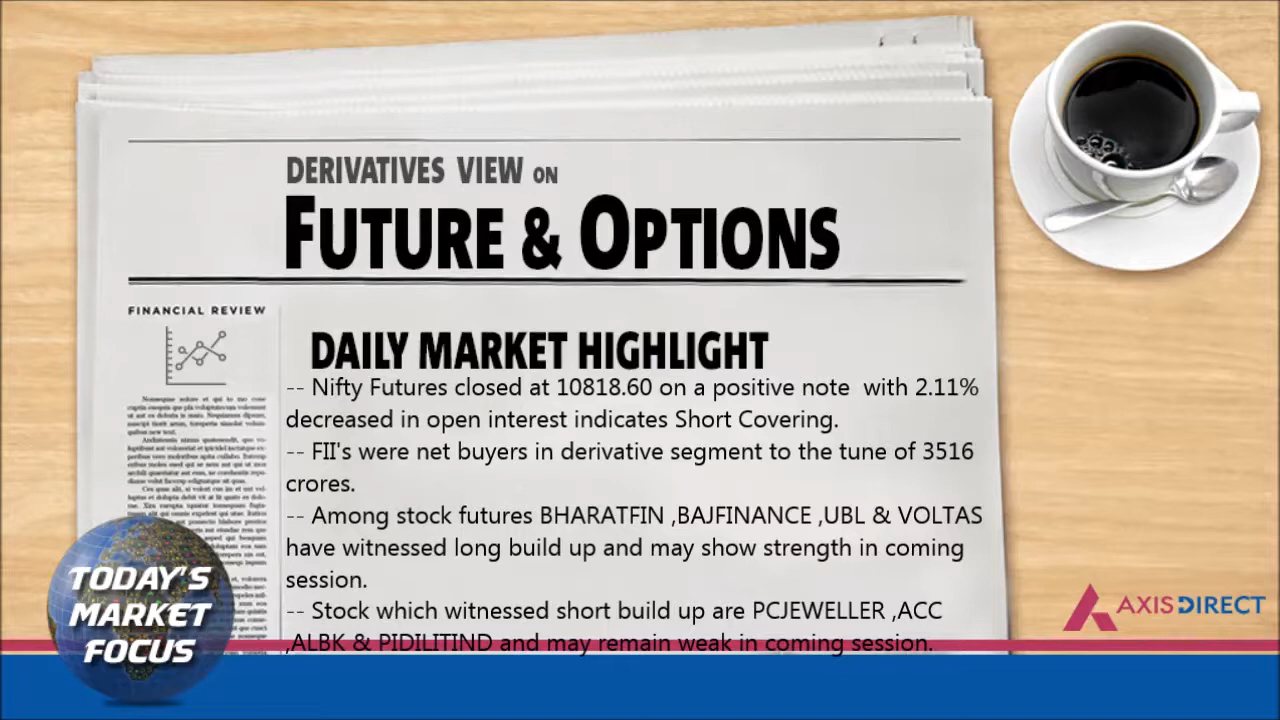 DERIVATIVES VIEW ON
FUTURE & OPTIONS
FINANCIAL REVIEW
DAILY MARKET HIGHLIGHT
-- Nifty Futures closed at 10818.60 on a positive note with 2.11%
decreased in open interest indicates Short Covering.
-- FII's were net buyers in derivative segment to the tune of 3516
crores.
-- Among stock futures BHARATFIN ,BAJFINANCE ,UBL & VOLTAS
have witnessed long build up and may show strength in coming
session.
-- Stock which witnessed short build up are PCJEWELLER ,ACC
,ALBK & PIDILITIND and may remain weak in coming session.
TODAY'S
MARKET
FOCUS
AXIS DIRECT